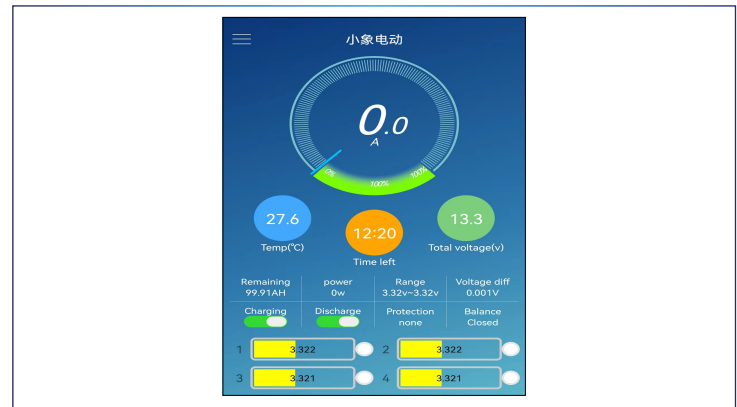 小象电动
0.0
A
0% 100% 100%
27.6
Temp(℃)
12:20
Time left
13.3
Total voltage(v)
Remaining power Range Voltage diff
99.91AH 0w 3.32v~3.32v 0.001V
Charging Discharge Protection Balance
none Closed
1 3.322 2 3.322
3 3.321 4 3.321